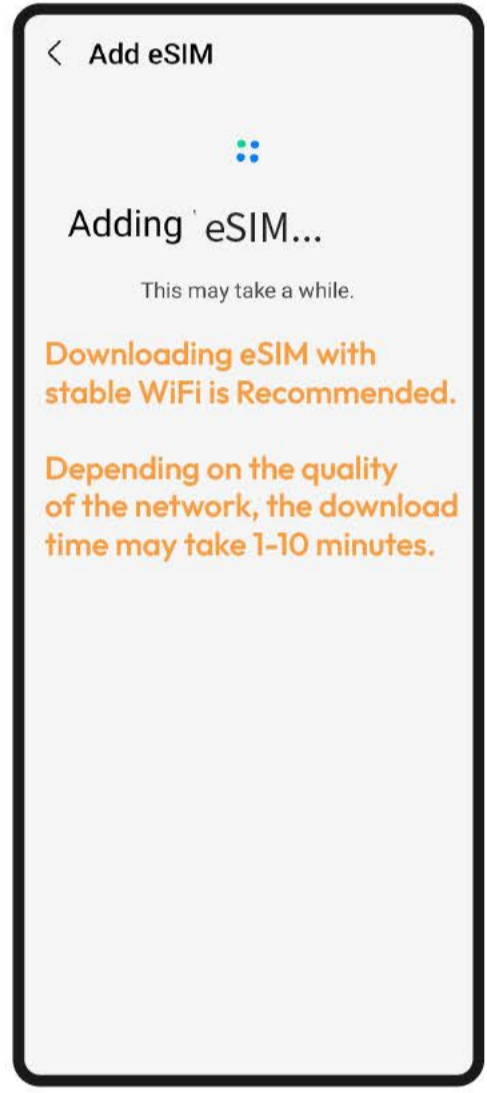 Add eSIM
Adding eSIM...
This may take a while.
Downloading eSIM with
stable WiFi is Recommended.
Depending on the quality
of the network, the download
time may take 1-10 minutes.